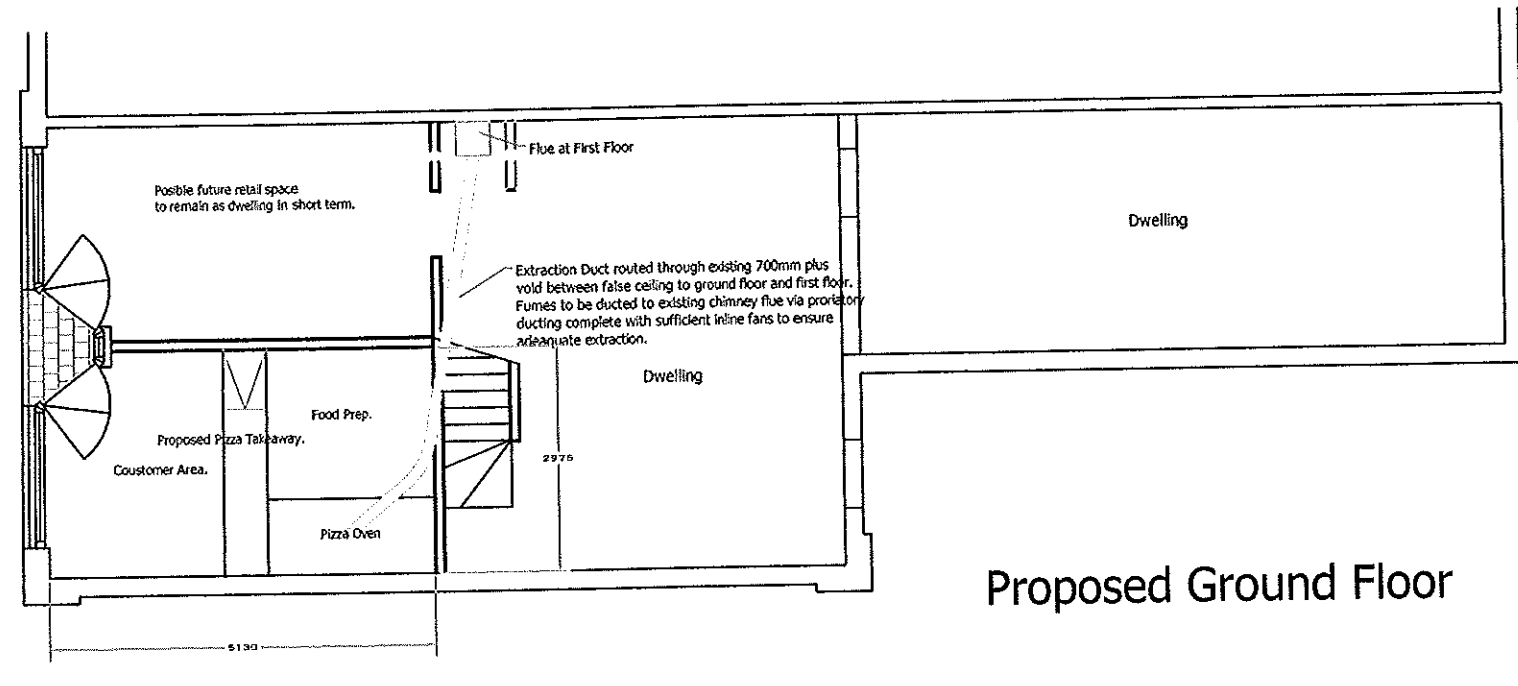 Flue at First Floor
Posible future retail space
to remain as dwelling in short term.
Dwelling
Extraction Duct routed through existing 700mm plus
void between false ceiling to ground floor and first floor.
Fumes to be ducted to existing chimney flue via proriatory
ducting complete with sufficient inline fans to ensure
adeaquate extraction.
Dwelling
Food Prep.
Proposed Pizza Takeaway.
Coustomer Area.
2975
Pizza Oven
Proposed Ground Floor
5130